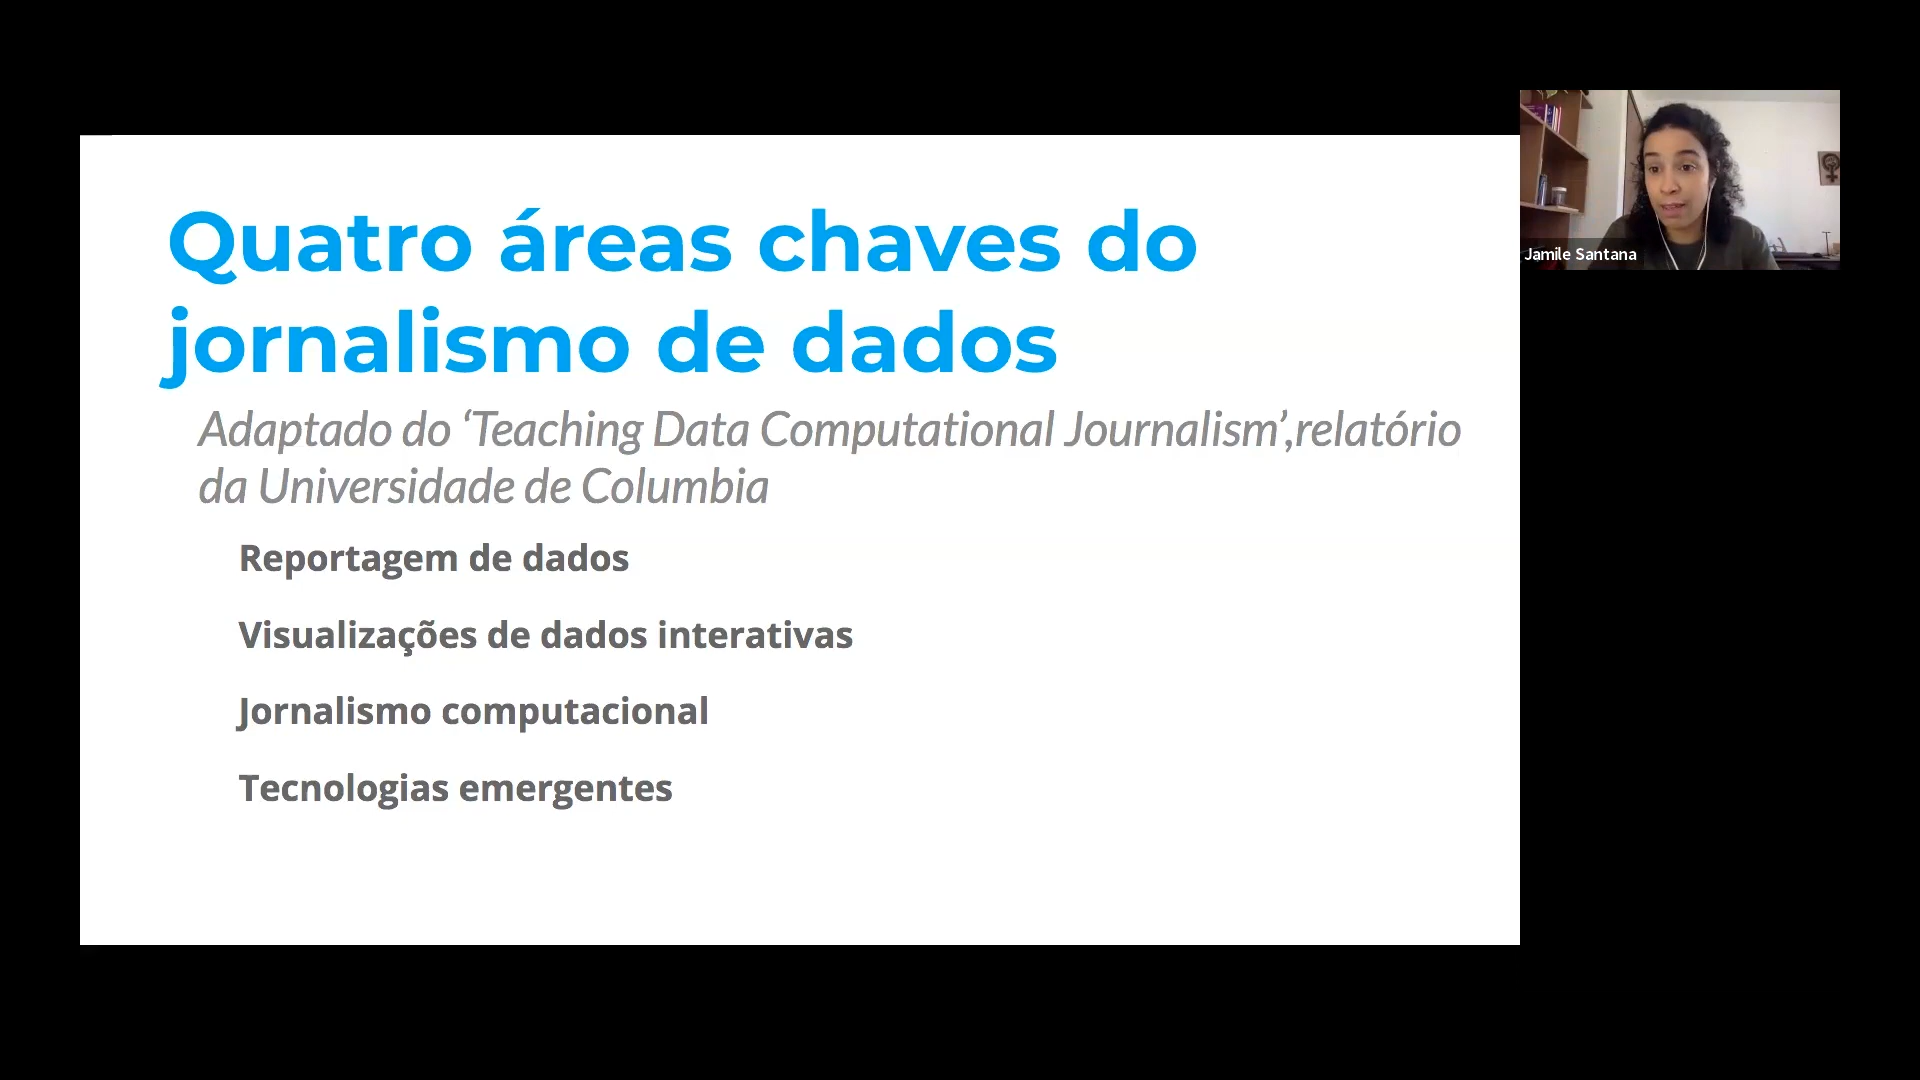 Quatro áreas chaves do
jornalismo de dados
Adaptado do ‘Teaching Data Computational Journalism’,relatório
da Universidade de Columbia
Reportagem de dados
Visualizações de dados interativas
Jornalismo computacional
Tecnologias emergentes
Jamile Santana